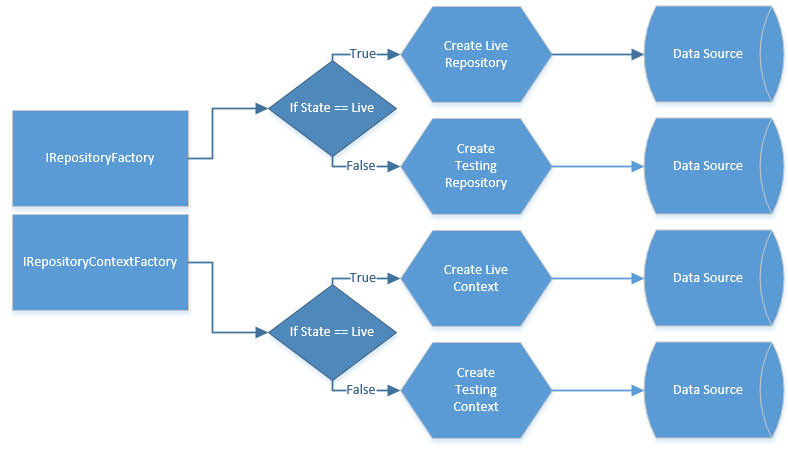 IRepositoryFactory
If State == Live
True
Create Live
Repository
Data Source
False
Create
Testing
Repository
Data Source
IRepositoryContextFactory
If State == Live
True
Create Live
Context
Data Source
False
Create
Testing
Context
Data Source